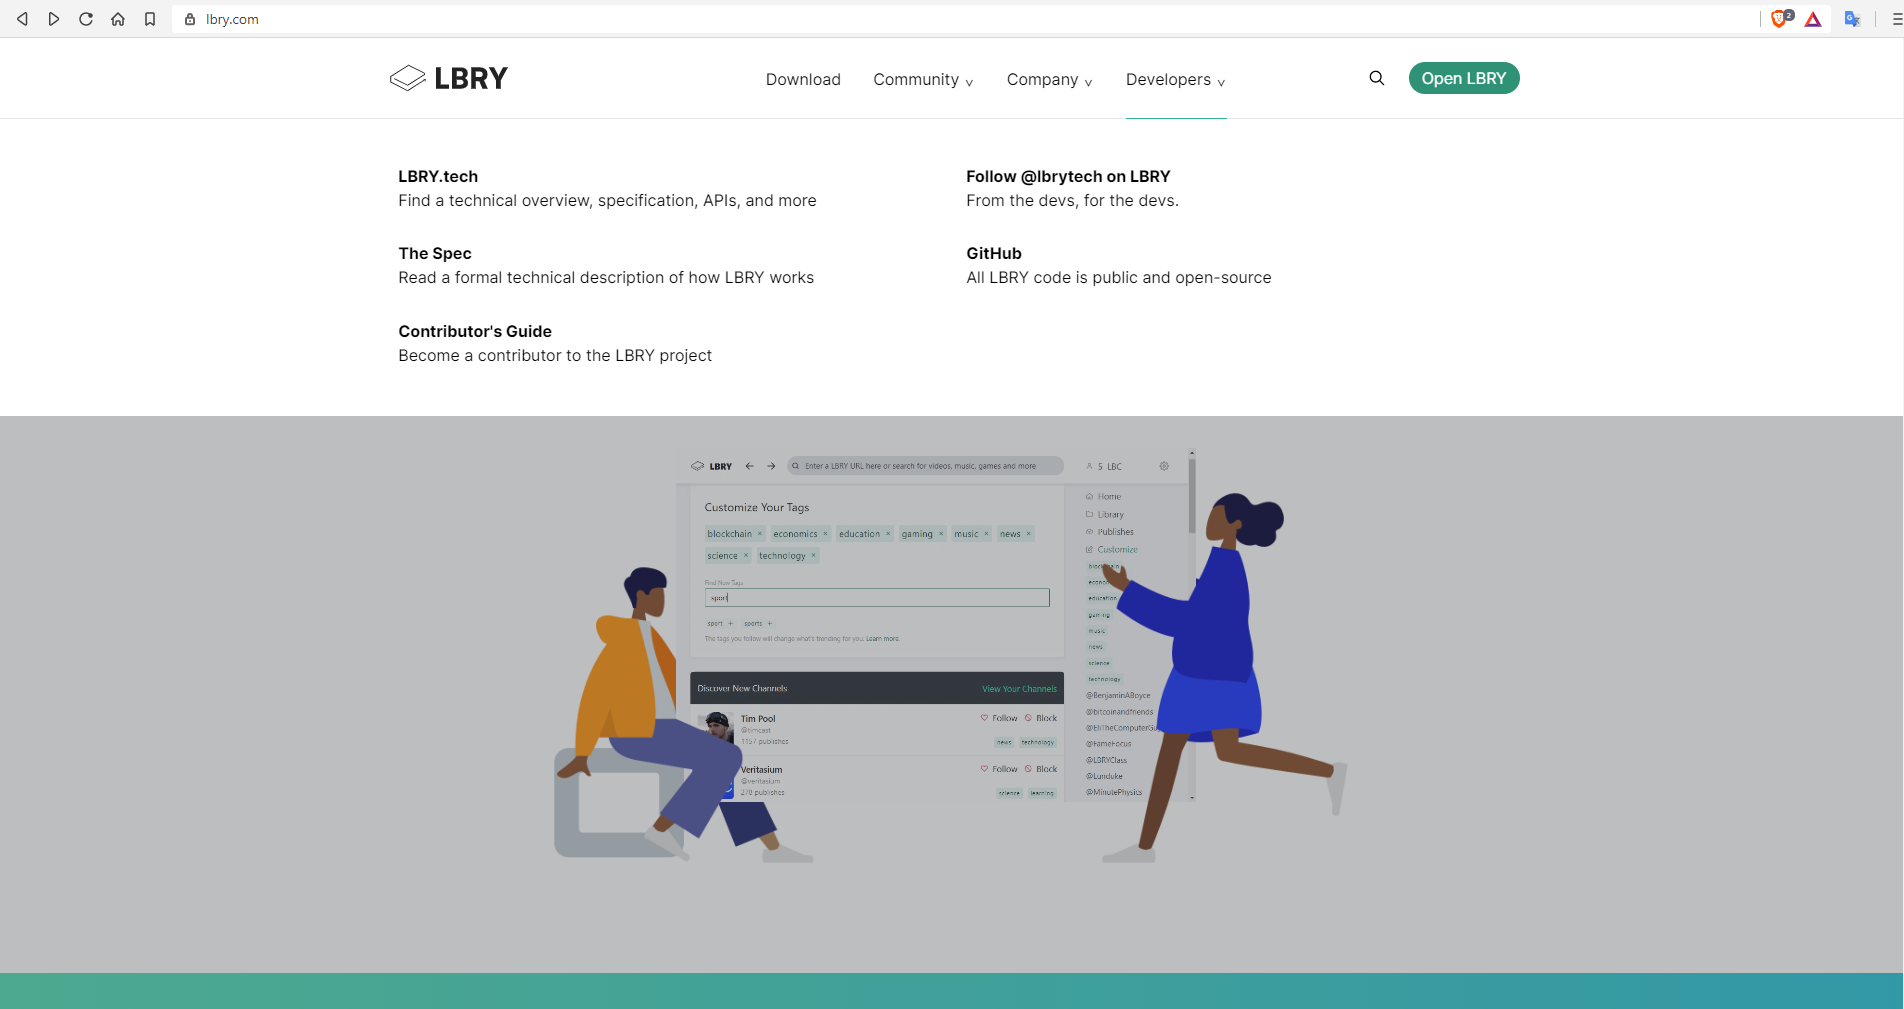 lbry.com
2
LBRY
Download
Community
Company
Developers
Open LBRY
LBRY.tech
Find a technical overview, specification, APIs, and more
Follow @lbrytech on LBRY
From the devs, for the devs.
The Spec
Read a formal technical description of how LBRY works
GitHub
All LBRY code is public and open-source
Contributor's Guide
Become a contributor to the LBRY project
LBRY
Enter a LBRY URL here or search for videos, music, games and more
5 LBC
Customize Your Tags
blockchain × economics × education × gaming × music × news ×
science × technology ×
Find New Tags
sport
sport + sports +
The tags you follow will change what's trending for you. Learn more.
Discover New Channels
View Your Channels
Tim Pool
@timcast
1157 publishes
Follow Block
news technology
Veritasium
@veritasium
278 publishes
Follow Block
science learning
Home
Library
Publishes
Customize
education
gaming
music
news
science
technology
@BenjaminABoyce
@bitcoinandfriends
@EliTheComputerGu
@FameFocus
@LBRYClass
@Lunduke
@MinutePhysics